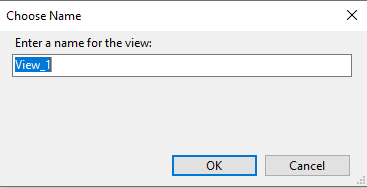 Choose Name
Enter a name for the view:
View_1
OK
Cancel